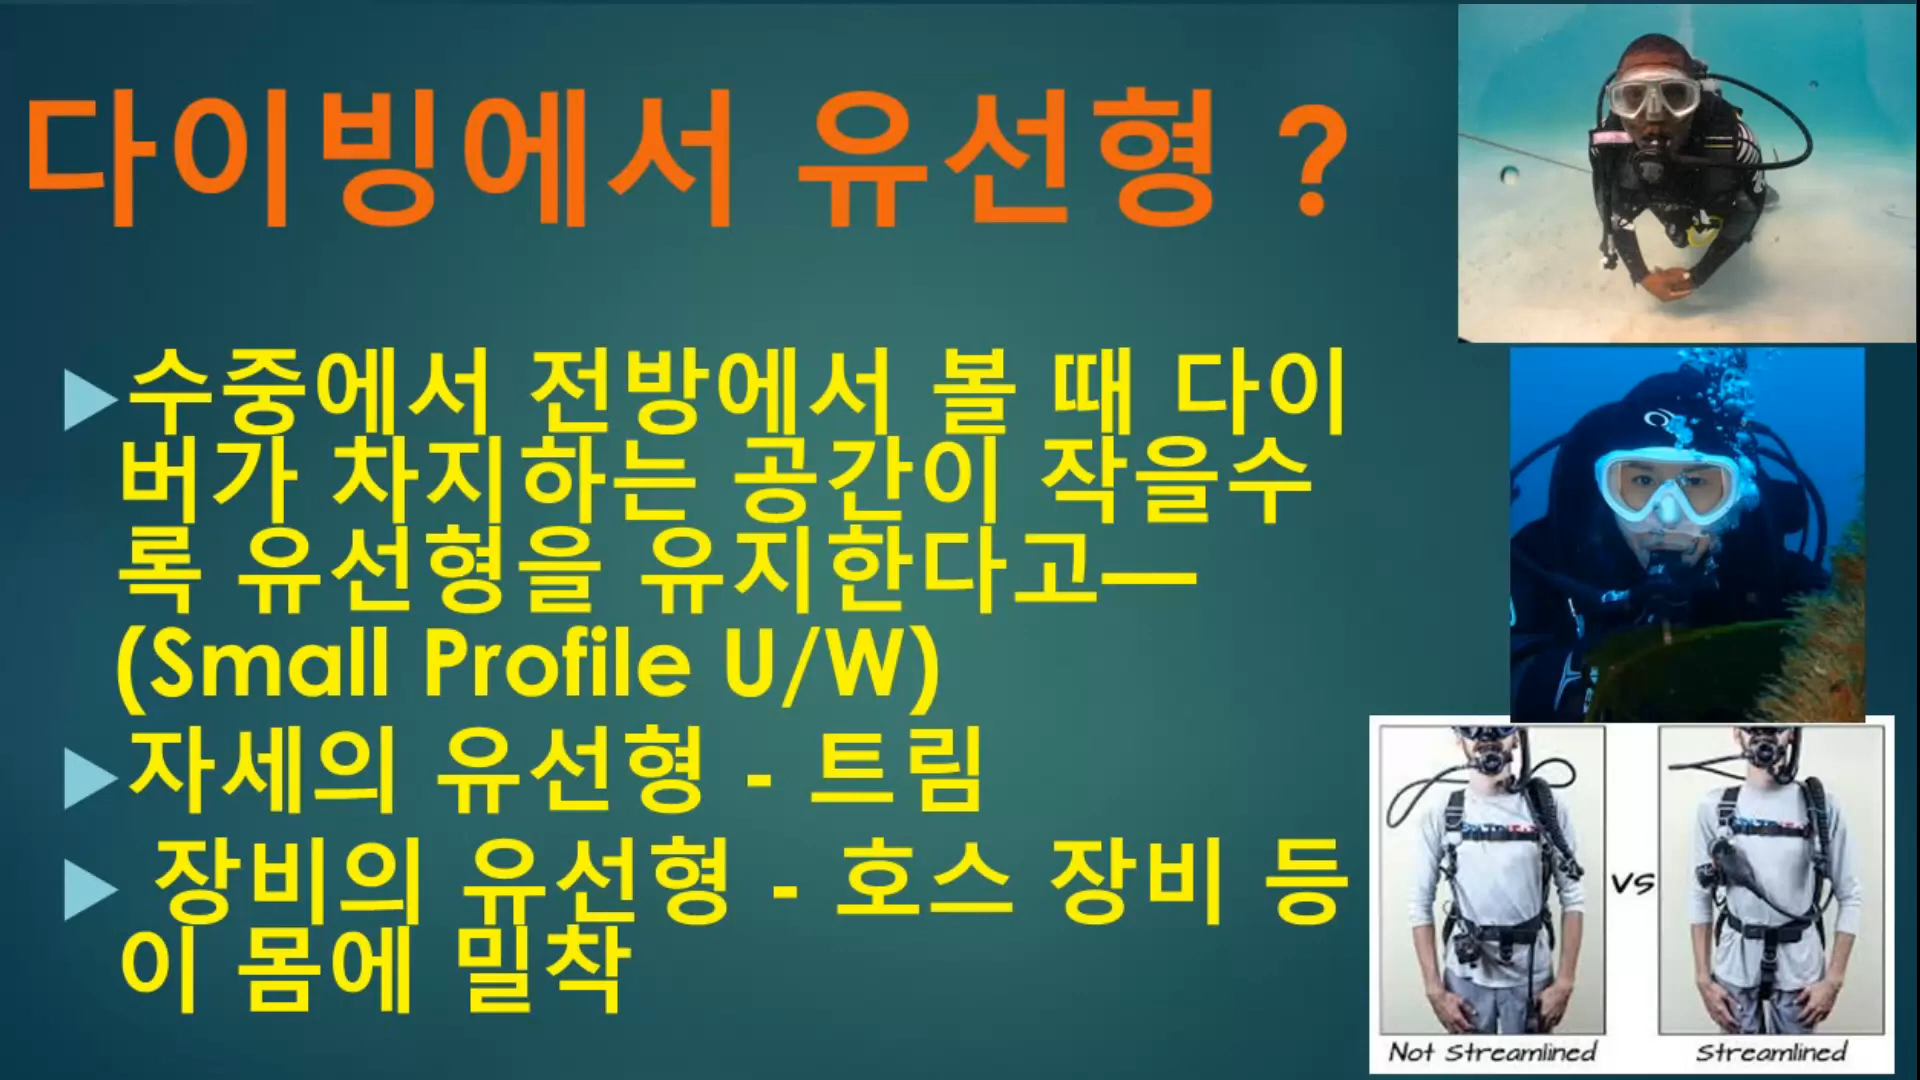 다이빙에서 유선형 ?
수중에서 전방에서 볼 때 다이
버가 차지하는 공간이 작을수
록 유선형을 유지한다고—
(Small Profile U/W)
자세의 유선형 - 트림
장비의 유선형 - 호스 장비 등
이 몸에 밀착
vs
Not Streamlined
Streamlined